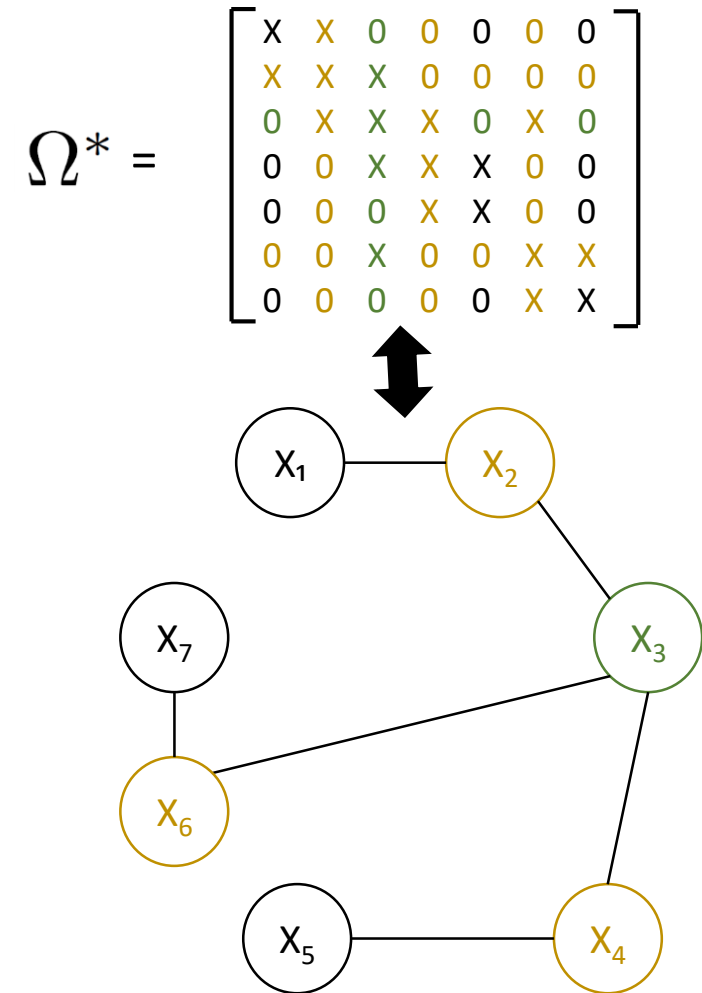 X X 0 0 0 0 0
X X X 0 0 0 0
0 X X X 0 X 0
Ω* =
0 0 X X X 0 0
0 0 0 X X 0 0
0 0 X 0 0 X X
0 0 0 0 0 X X
X₁ X₂
X₇ X₃
X₆
X₅ X₄